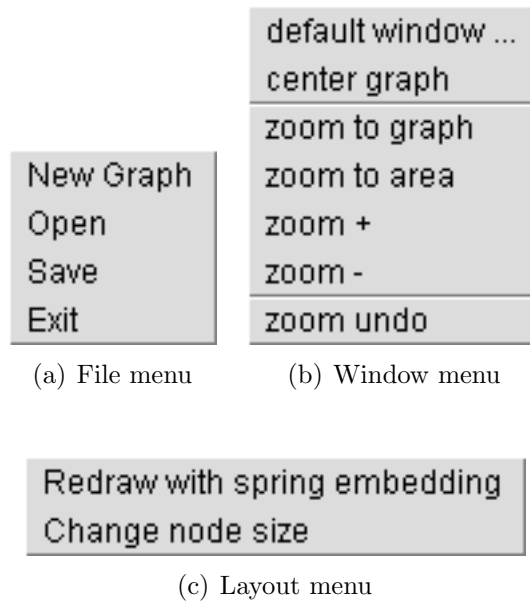 New Graph
Open
Save
Exit
(a) File menu
default window ...
center graph
zoom to graph
zoom to area
zoom +
zoom -
zoom undo
(b) Window menu
Redraw with spring embedding
Change node size
(c) Layout menu